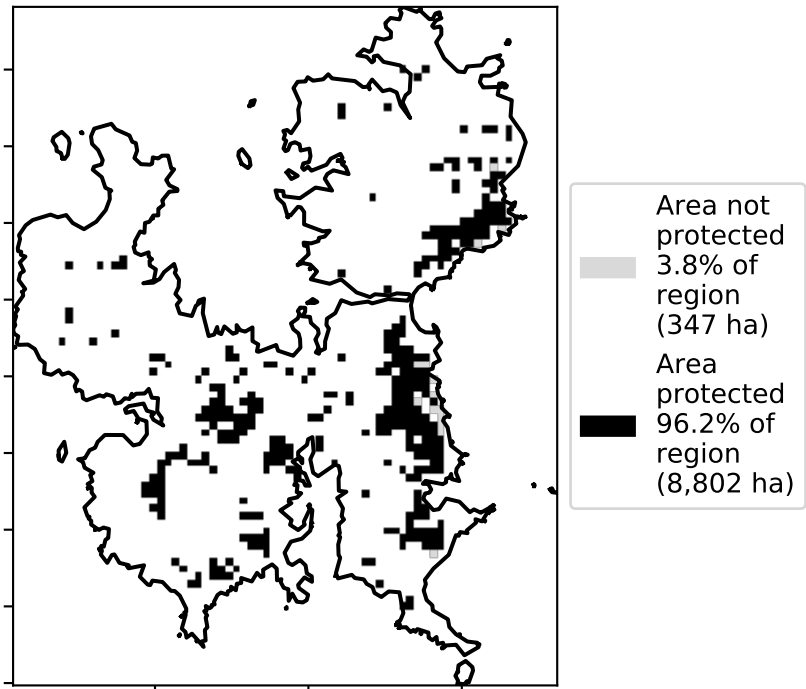 Area not
protected
3.8% of
region
(347 ha)
Area
protected
96.2% of
region
(8,802 ha)